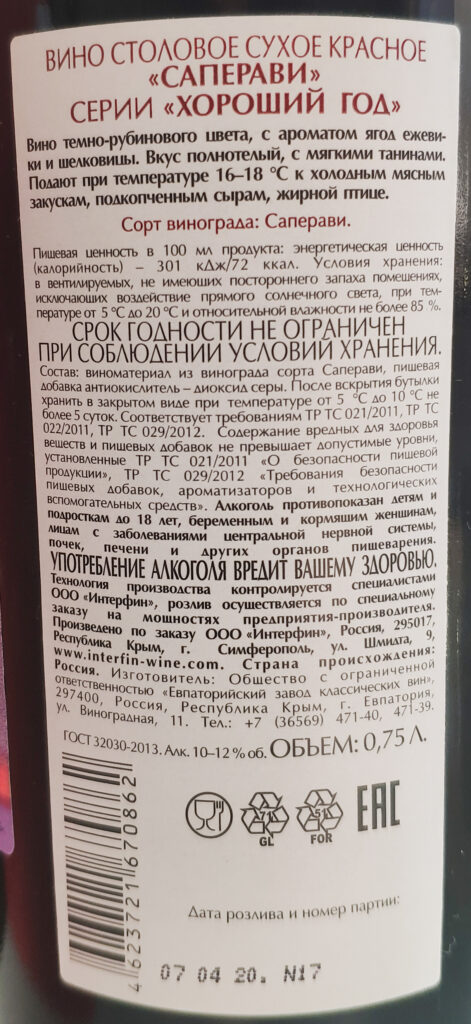 ВИНО СТОЛОВОЕ СУХОЕ КРАСНОЕ
«САПЕРАВИ»
СЕРИИ «ХОРОШИЙ ГОД»
Вино темно-рубинового цвета, с ароматом ягод ежеви-
ки и шелковицы. Вкус полнотелый, с мягкими танинами.
Подают при температуре 16–18 °С к холодным мясным
закускам, подкопченным сырам, жирной птице.
Сорт винограда: Саперави.
Пищевая ценность в 100 мл продукта: энергетическая ценность
(калорийность) – 301 кДж/72 ккал. Условия хранения:
в вентилируемых, не имеющих постороннего запаха помещениях,
исключающих воздействие прямого солнечного света, при тем-
пературе от 5 °С до 20 °С и относительной влажности не более 85 %.
СРОК ГОДНОСТИ НЕ ОГРАНИЧЕН
ПРИ СОБЛЮДЕНИИ УСЛОВИЙ ХРАНЕНИЯ.
Состав: виноматериал из винограда сорта Саперави, пищевая
добавка антиокислитель – диоксид серы. После вскрытия бутылки
хранить в закрытом виде при температуре от 5 °С до 10 °С не
более 5 суток. Соответствует требованиям ТР ТС 021/2011, ТР ТС
022/2011, ТР ТС 029/2012. Содержание вредных для здоровья
веществ и пищевых добавок не превышает допустимые уровни,
установленные ТР ТС 021/2011 «О безопасности пищевой
продукции», ТР ТС 029/2012 «Требования безопасности
пищевых добавок, ароматизаторов и технологических
вспомогательных средств». Алкоголь противопоказан детям и
подросткам до 18 лет, беременным и кормящим женщинам,
лицам с заболеваниями центральной нервной системы,
почек, печени и других органов пищеварения.
УПОТРЕБЛЕНИЕ АЛКОГОЛЯ ВРЕДИТ ВАШЕМУ ЗДОРОВЬЮ.
Технология производства контролируется специалистами
ООО «Интерфин», розлив осуществляется по специальному
заказу на мощностях предприятия-производителя.
Произведено по заказу ООО «Интерфин», Россия, 295017,
Республика Крым, г. Симферополь, ул. Шмидта, 9,
www.interfin-wine.com. Страна происхождения:
Россия. Изготовитель: Общество с ограниченной
ответственностью «Евпаторийский завод классических вин»,
297400, Россия, Республика Крым, г. Евпатория,
ул. Виноградная, 11. Тел.: +7 (36569) 471-40, 471-39.
ГОСТ 32030-2013. Алк. 10–12 % об. ОБЪЕМ: 0,75 Л.
71
GL
51
FOR
ЕАС
4 623721 670862
Дата розлива и номер партии:
07 04 20. N17